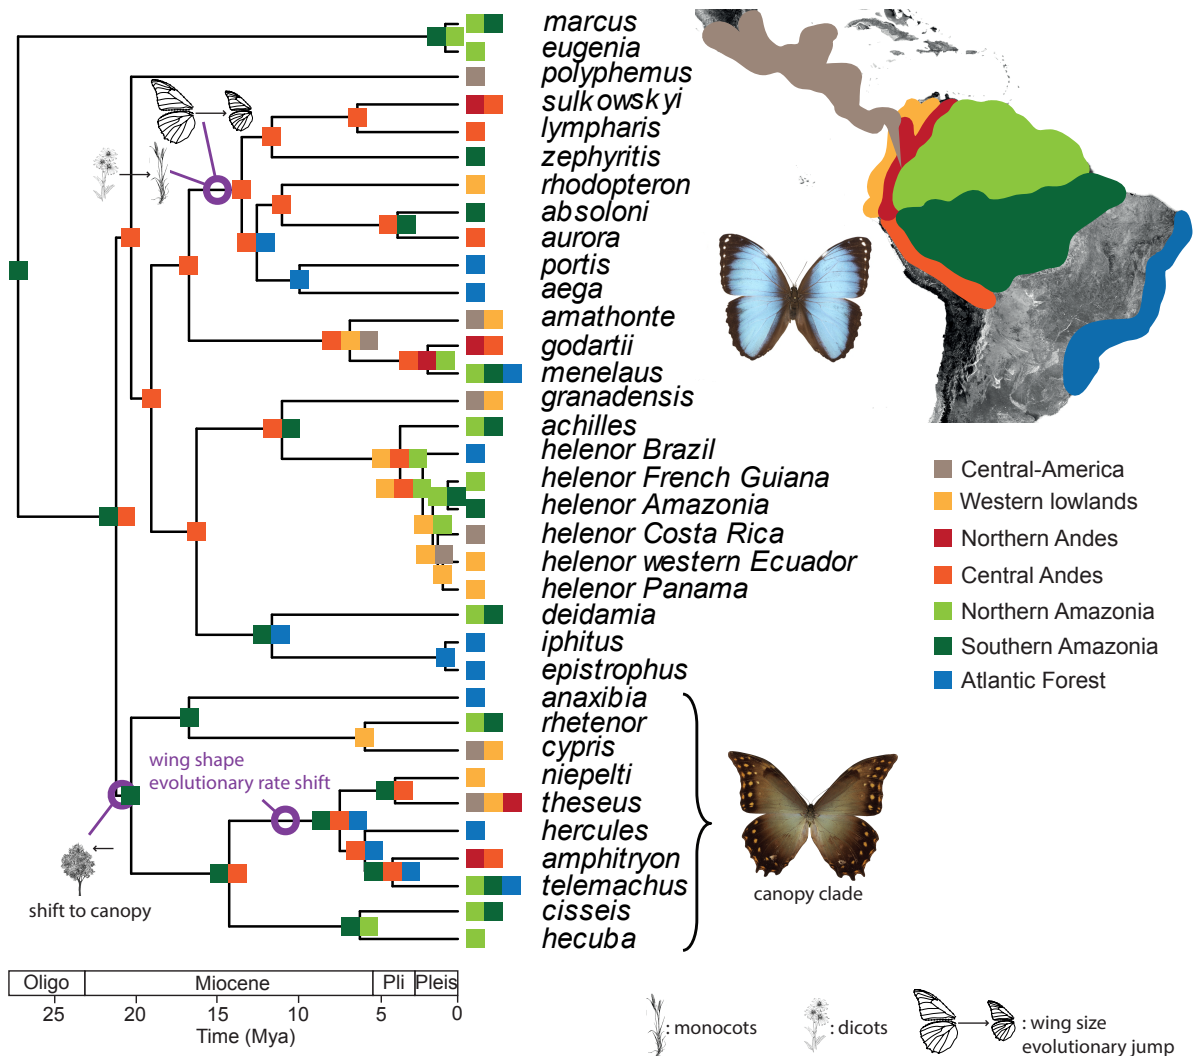 marcus
eugenia
polyphemus
sulkowskyi
lympharis
zephyritis
rhodopteron
absoloni
aurora
portis
aega
amathonte
godartii
menelaus
granadensis
achilles
helenor Brazil
helenor French Guiana
helenor Amazonia
helenor Costa Rica
helenor western Ecuador
helenor Panama
deidamia
iphitus
epistrophus
anaxibia
rhetenor
cypris
niepelti
theseus
hercules
amphitryon
telemachus
cisseis
hecuba
wing shape
evolutionary rate shift
shift to canopy
canopy clade
Central-America
Western lowlands
Northern Andes
Central Andes
Northern Amazonia
Southern Amazonia
Atlantic Forest
Oligo Miocene Pli Pleis
25 20 15 10 5 0
Time (Mya)
: monocots : dicots : wing size
evolutionary jump